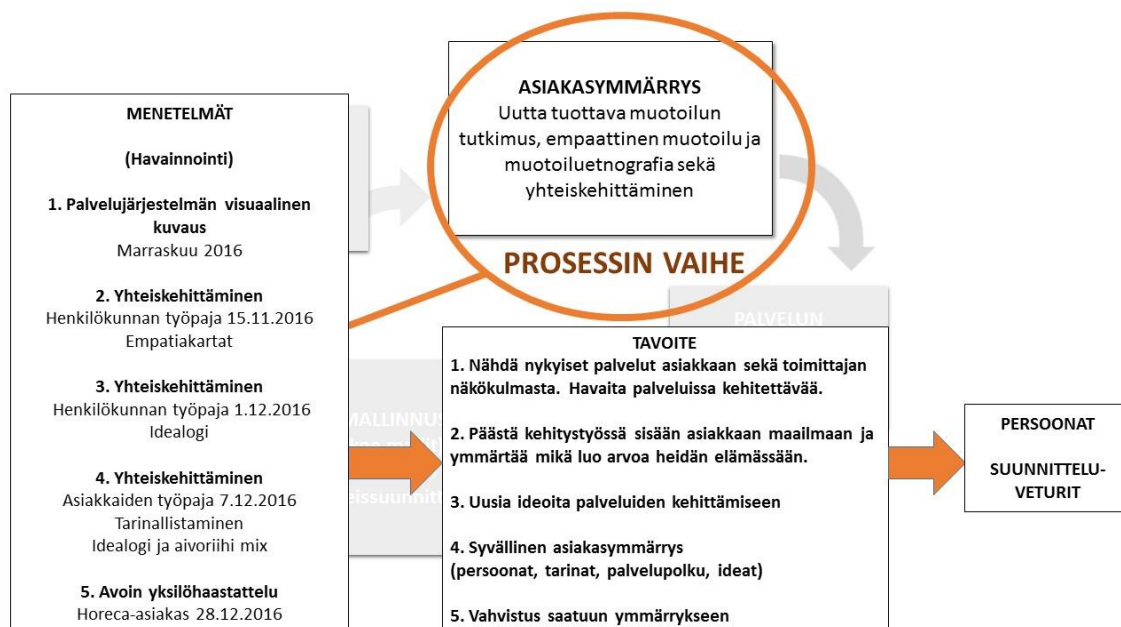 ASIAKASYMMÄRRYS
Uutta tuottava muotoilun
tutkimus, empaattinen muotoilu ja
muotoiluetnografia sekä
yhteiskehittäminen
PROSESSIN VAIHE
MENETELMÄT
(Havainnointi)
1. Palvelujärjestelmän visuaalinen
kuvaus
Marraskuu 2016
2. Yhteiskehittäminen
Henkilökunnan työpaja 15.11.2016
Empatiakartat
3. Yhteiskehittäminen
Henkilökunnan työpaja 1.12.2016
Idealogi
4. Yhteiskehittäminen
Asiakkaiden työpaja 7.12.2016
Tarinallistaminen
Idealogi ja aivoriihi mix
5. Avoin yksilöhaastattelu
Horeca-asiakas 28.12.2016
PALVELUN
TAVOITE
1. Nähdä nykyiset palvelut asiakkaan sekä toimittajan
näkökulmasta. Havaita palveluissa kehitettävää.
2. Päästä kehitystyössä sisään asiakkaan maailmaan ja
ymmärtää mikä luo arvoa heidän elämässään.
3. Uusia ideoita palveluiden kehittämiseen
4. Syvällinen asiakasymmärrys
(persoonat, tarinat, palvelupolku, ideat)
5. Vahvistus saatuun ymmärrykseen
PERSOONAT
SUUNNITTELU-
VETURIT